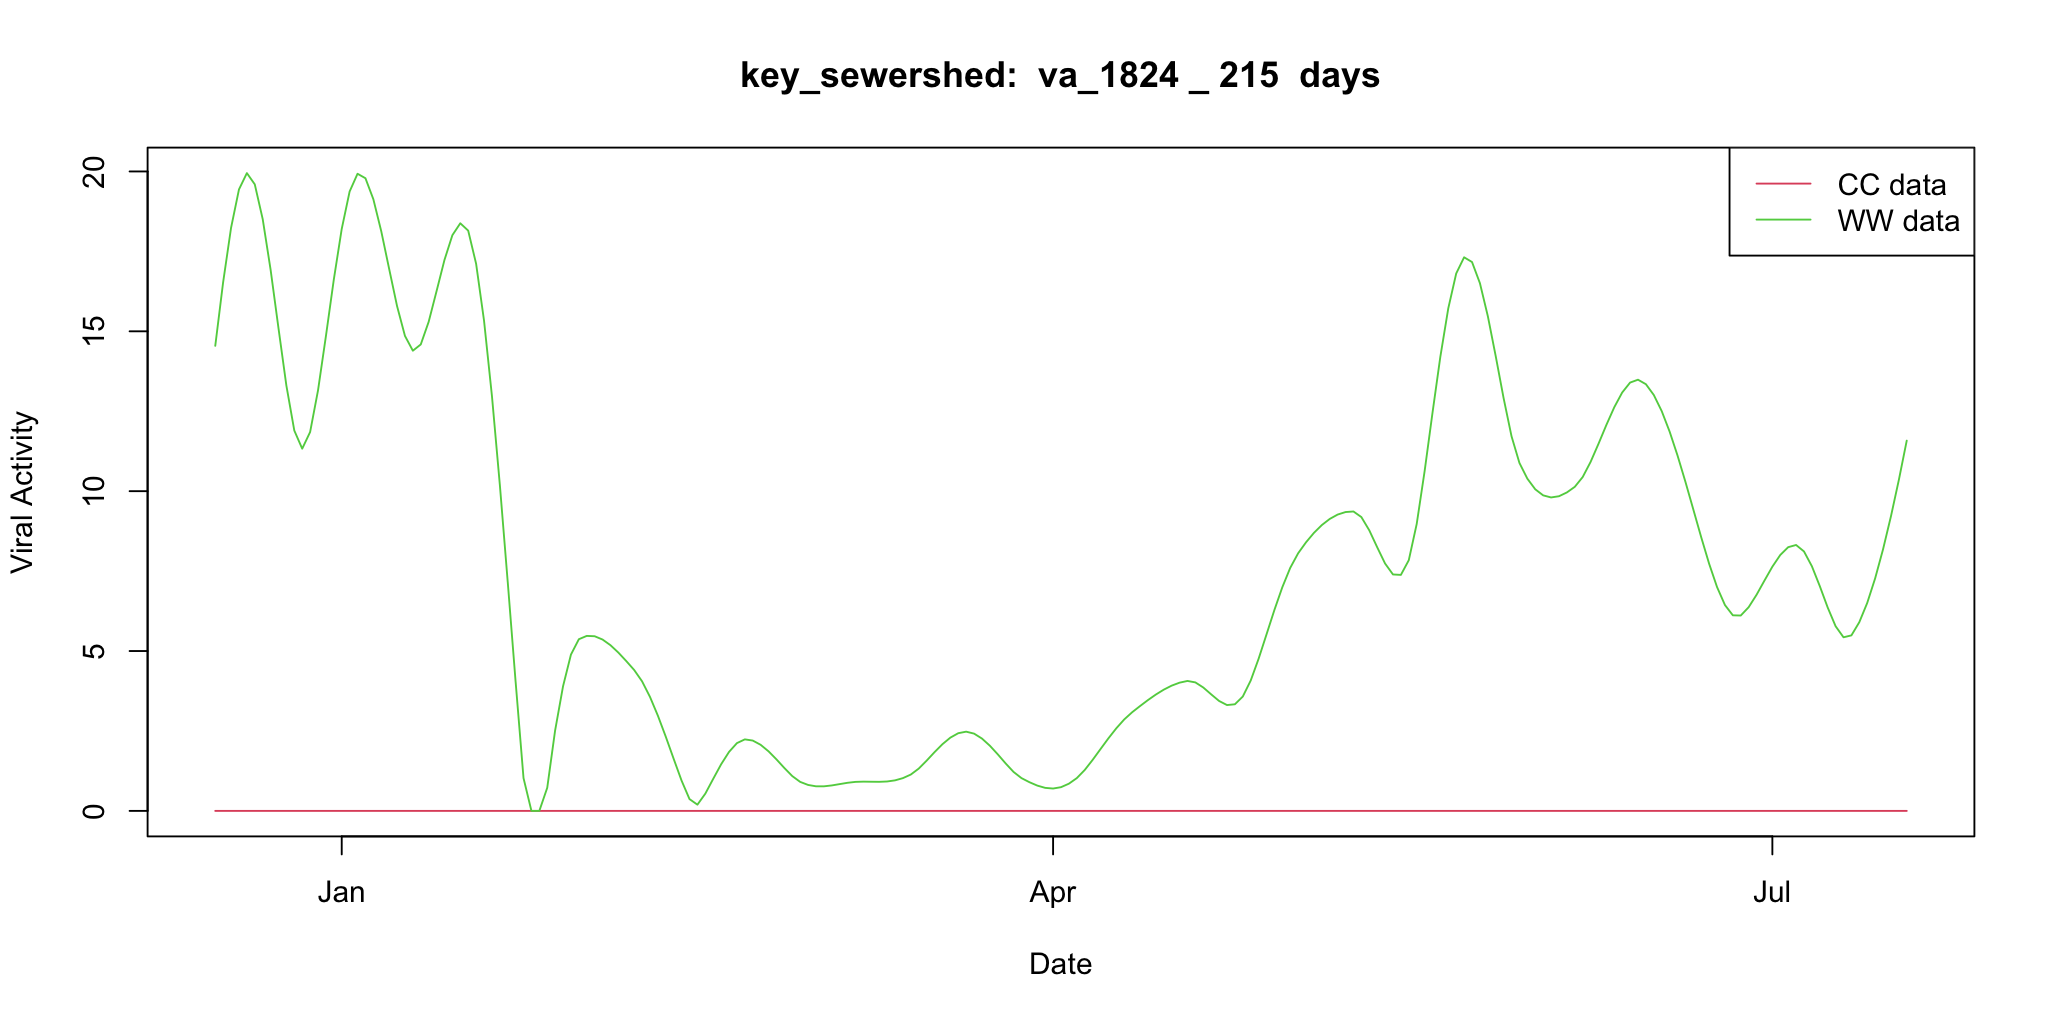 key_sewershed:  va_1824 _ 215  days
CC data
WW data
20
15
10
5
0
Viral Activity
Jan
Apr
Jul
Date